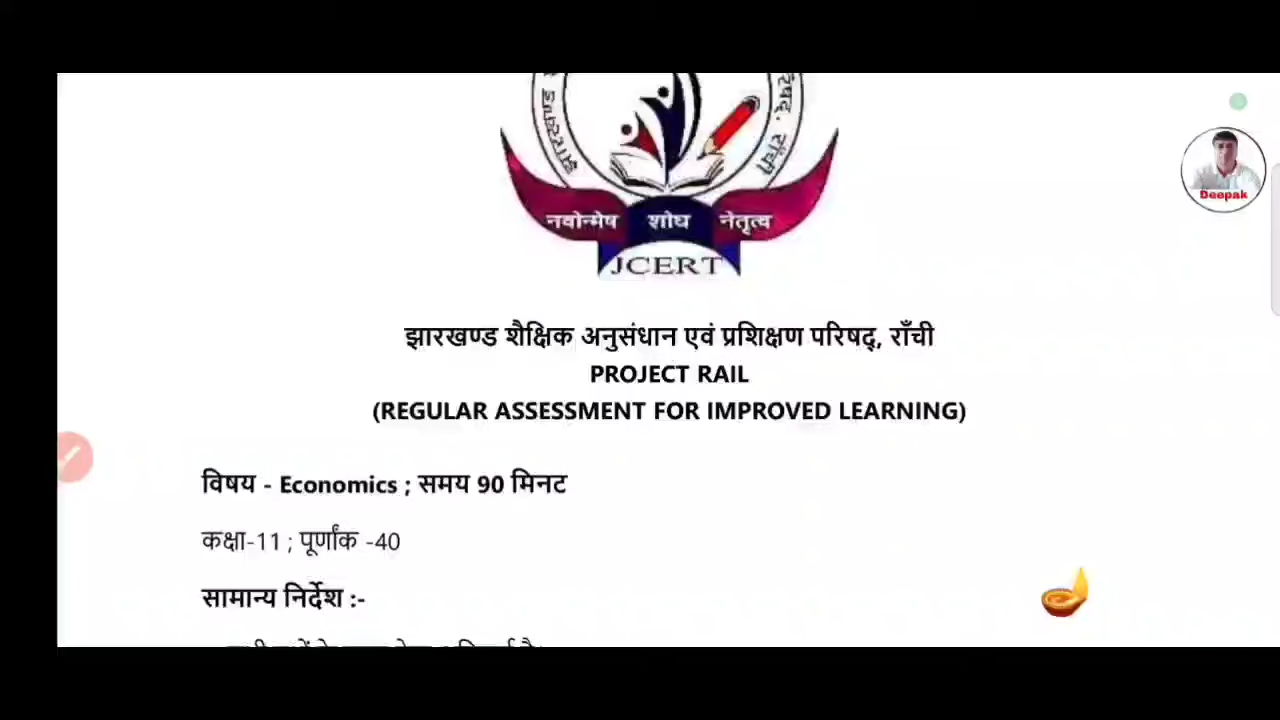 नवोन्मेष शोध नेतृत्व
JCERT
Deepak
झारखण्ड शैक्षिक अनुसंधान एवं प्रशिक्षण परिषद्, राँची
PROJECT RAIL
(REGULAR ASSESSMENT FOR IMPROVED LEARNING)
विषय - Economics ; समय 90 मिनट
कक्षा-11 ; पूर्णांक -40
सामान्य निर्देश :-